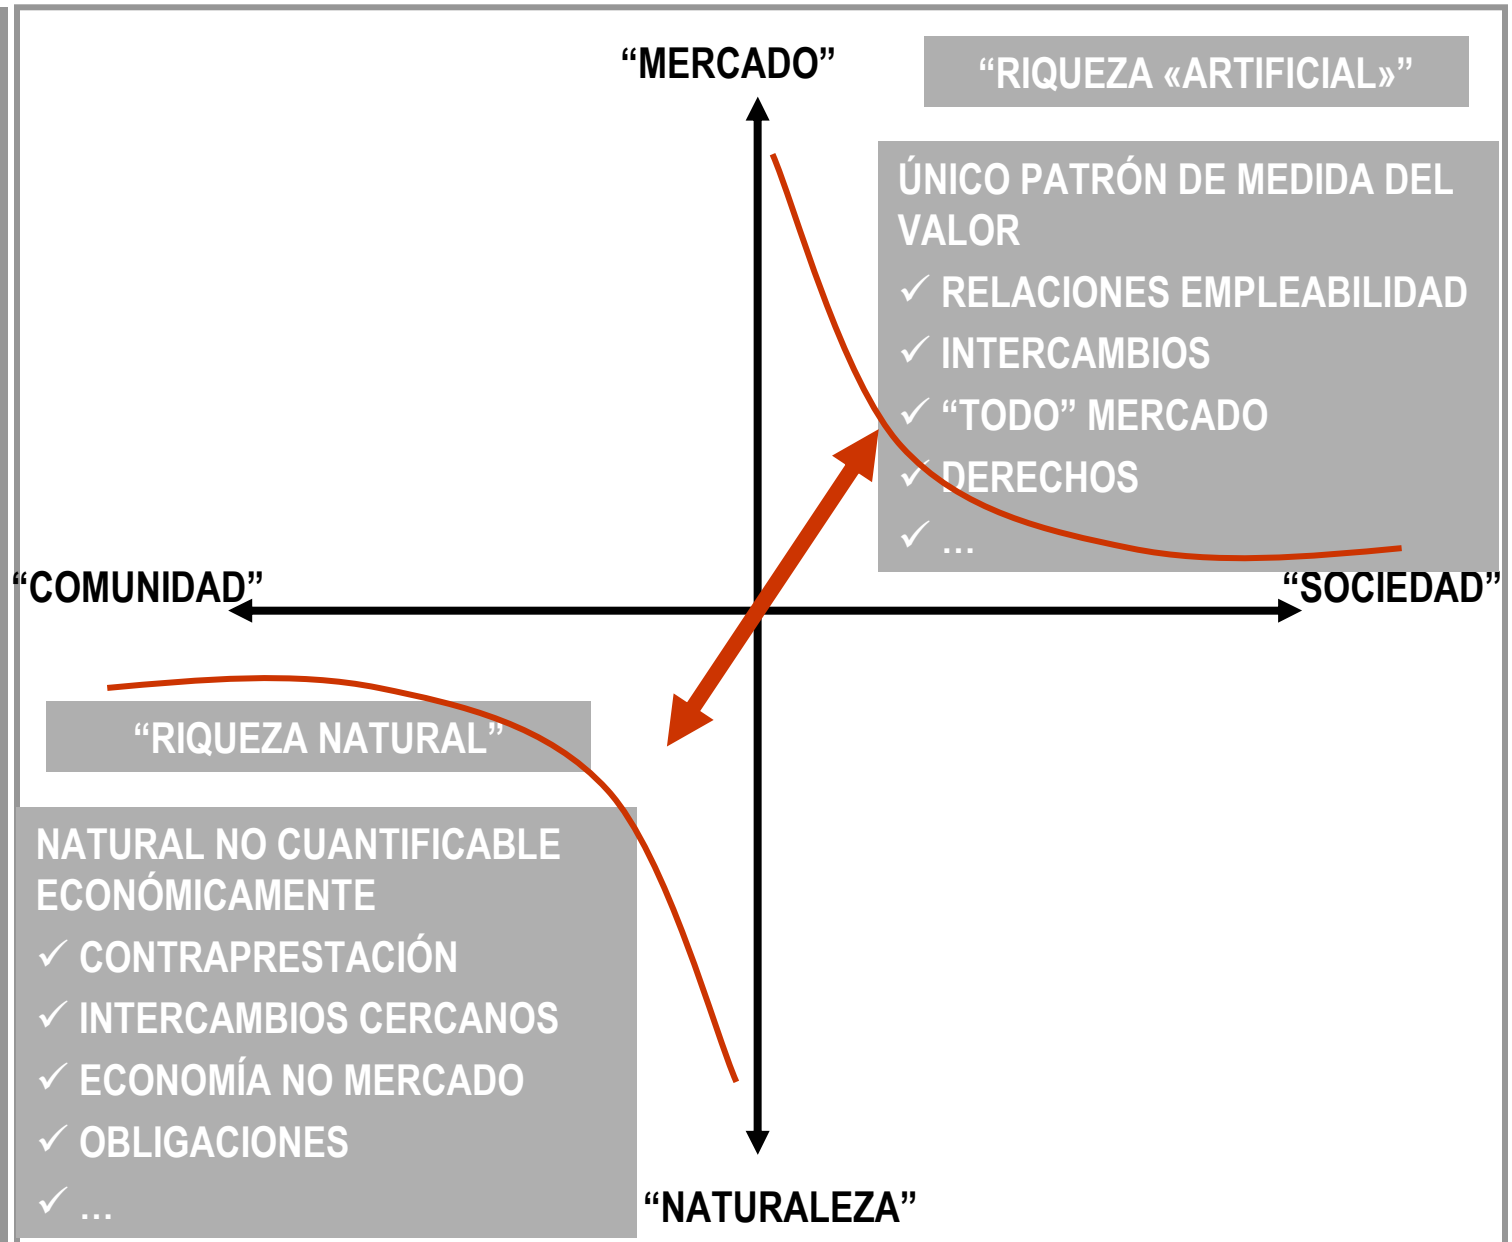 “MERCADO”
“RIQUEZA «ARTIFICIAL»”
ÚNICO PATRÓN DE MEDIDA DEL
VALOR
✓ RELACIONES EMPLEABILIDAD
✓ INTERCAMBIOS
✓ “TODO” MERCADO
✓ DERECHOS
✓ …
“COMUNIDAD”
“SOCIEDAD”
“RIQUEZA NATURAL”
NATURAL NO CUANTIFICABLE
ECONÓMICAMENTE
✓ CONTRAPRESTACIÓN
✓ INTERCAMBIOS CERCANOS
✓ ECONOMÍA NO MERCADO
✓ OBLIGACIONES
✓ …
“NATURALEZA”